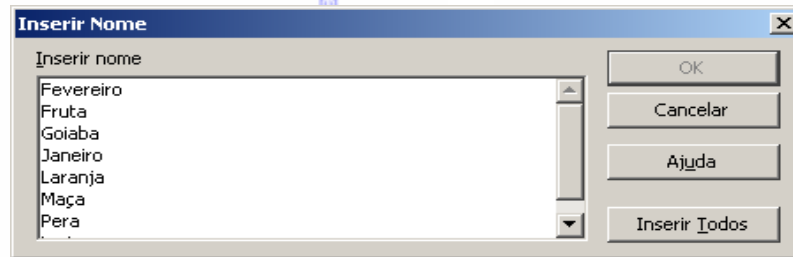 Inserir Nome
Inserir nome
Fevereiro
Fruta
Goiaba
Janeiro
Laranja
Maça
Pera
OK
Cancelar
Ajuda
Inserir Todos